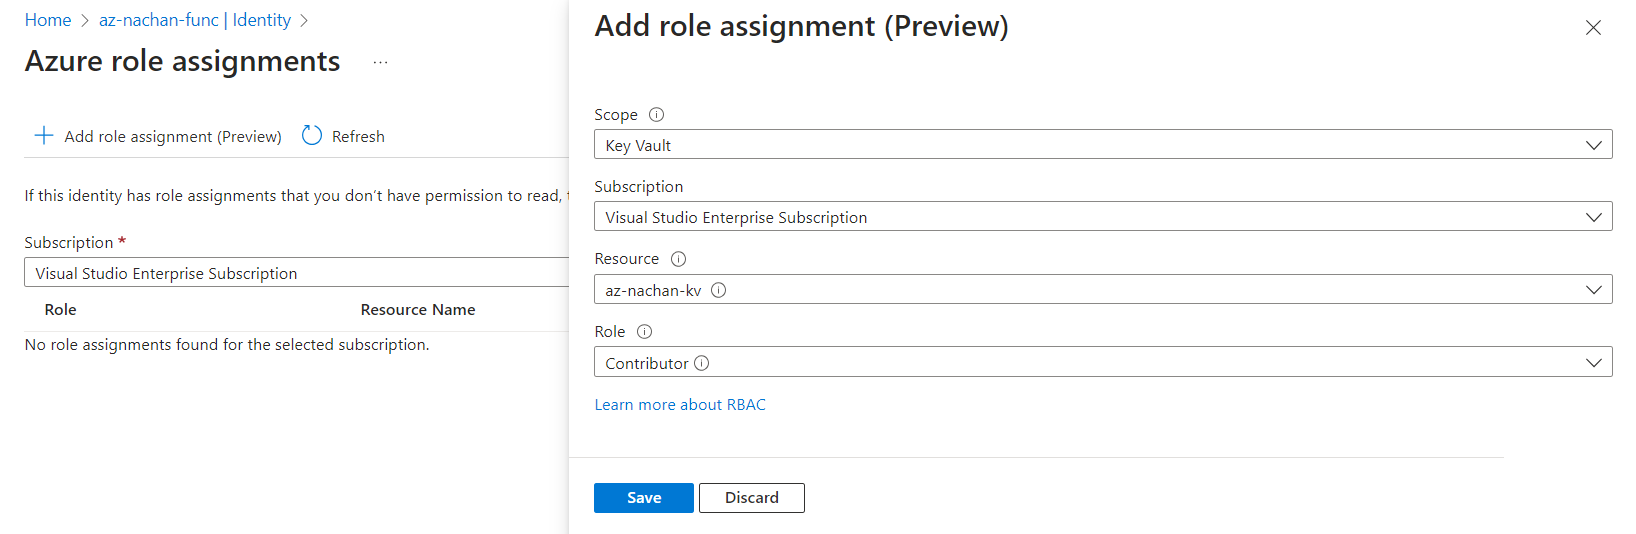 Home > az-nachan-func | Identity >
Azure role assignments ...
Add role assignment (Preview) Refresh
If this identity has role assignments that you don't have permission to read,
Subscription *
Visual Studio Enterprise Subscription
Role Resource Name
No role assignments found for the selected subscription.
Add role assignment (Preview)
Scope
Key Vault
Subscription
Visual Studio Enterprise Subscription
Resource
az-nachan-kv
Role
Contributor
Learn more about RBAC
Save Discard